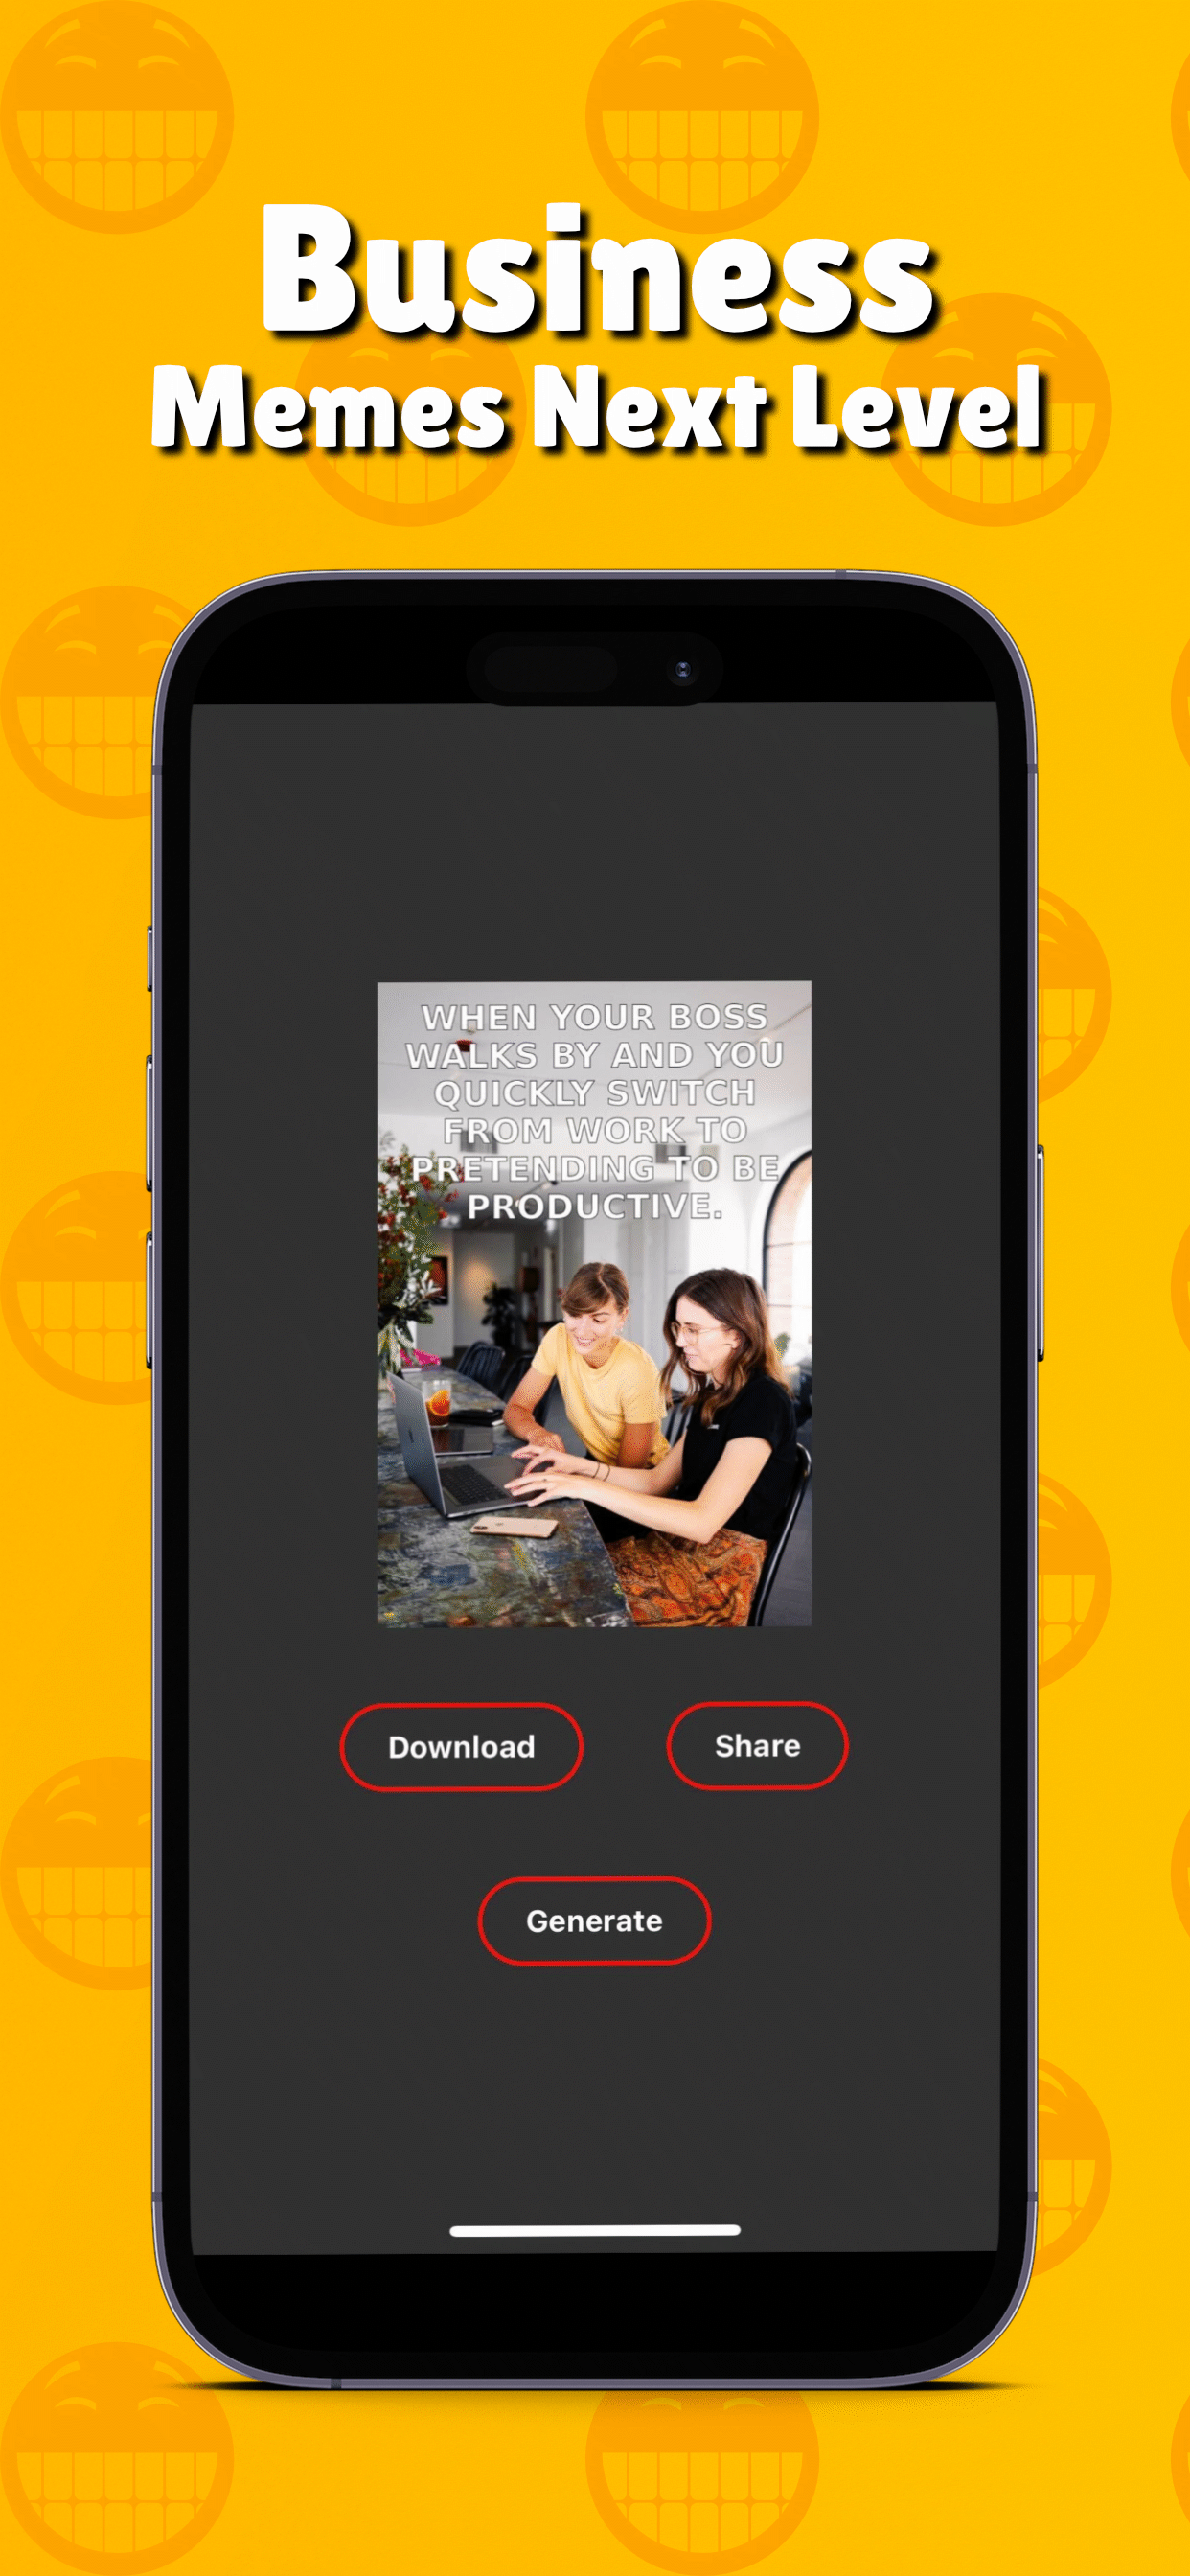 Business
Memes Next Level
WHEN YOUR BOSS
WALKS BY AND YOU
QUICKLY SWITCH
FROM WORK TO
PRETENDING TO BE
PRODUCTIVE.
Download
Share
Generate